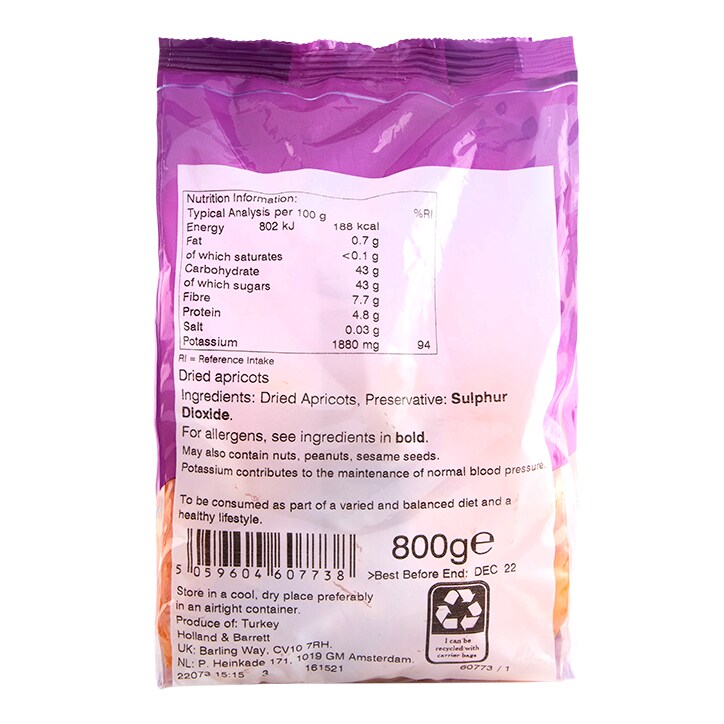 Nutrition Information:
Typical Analysis per 100 g %RI
Energy 802 kJ 188 kcal
Fat 0.7 g
of which saturates <0.1 g
Carbohydrate 43 g
of which sugars 43 g
Fibre 7.7 g
Protein 4.8 g
Salt 0.03 g
Potassium 1880 mg 94
RI = Reference Intake
Dried apricots
Ingredients: Dried Apricots, Preservative: Sulphur
Dioxide.
For allergens, see ingredients in bold.
May also contain nuts, peanuts, sesame seeds.
Potassium contributes to the maintenance of normal blood pressure.
To be consumed as part of a varied and balanced diet and a
healthy lifestyle.
5 059604 607738
800g℮
>Best Before End: DEC 22
Store in a cool, dry place preferably
in an airtight container.
Produce of: Turkey
Holland & Barrett
UK: Barling Way, CV10 7RH.
NL: P. Heinkade 171, 1019 GM Amsterdam.
22073 15:15 3 161521
I can be
recycled with
carrier bags
60773 / 1